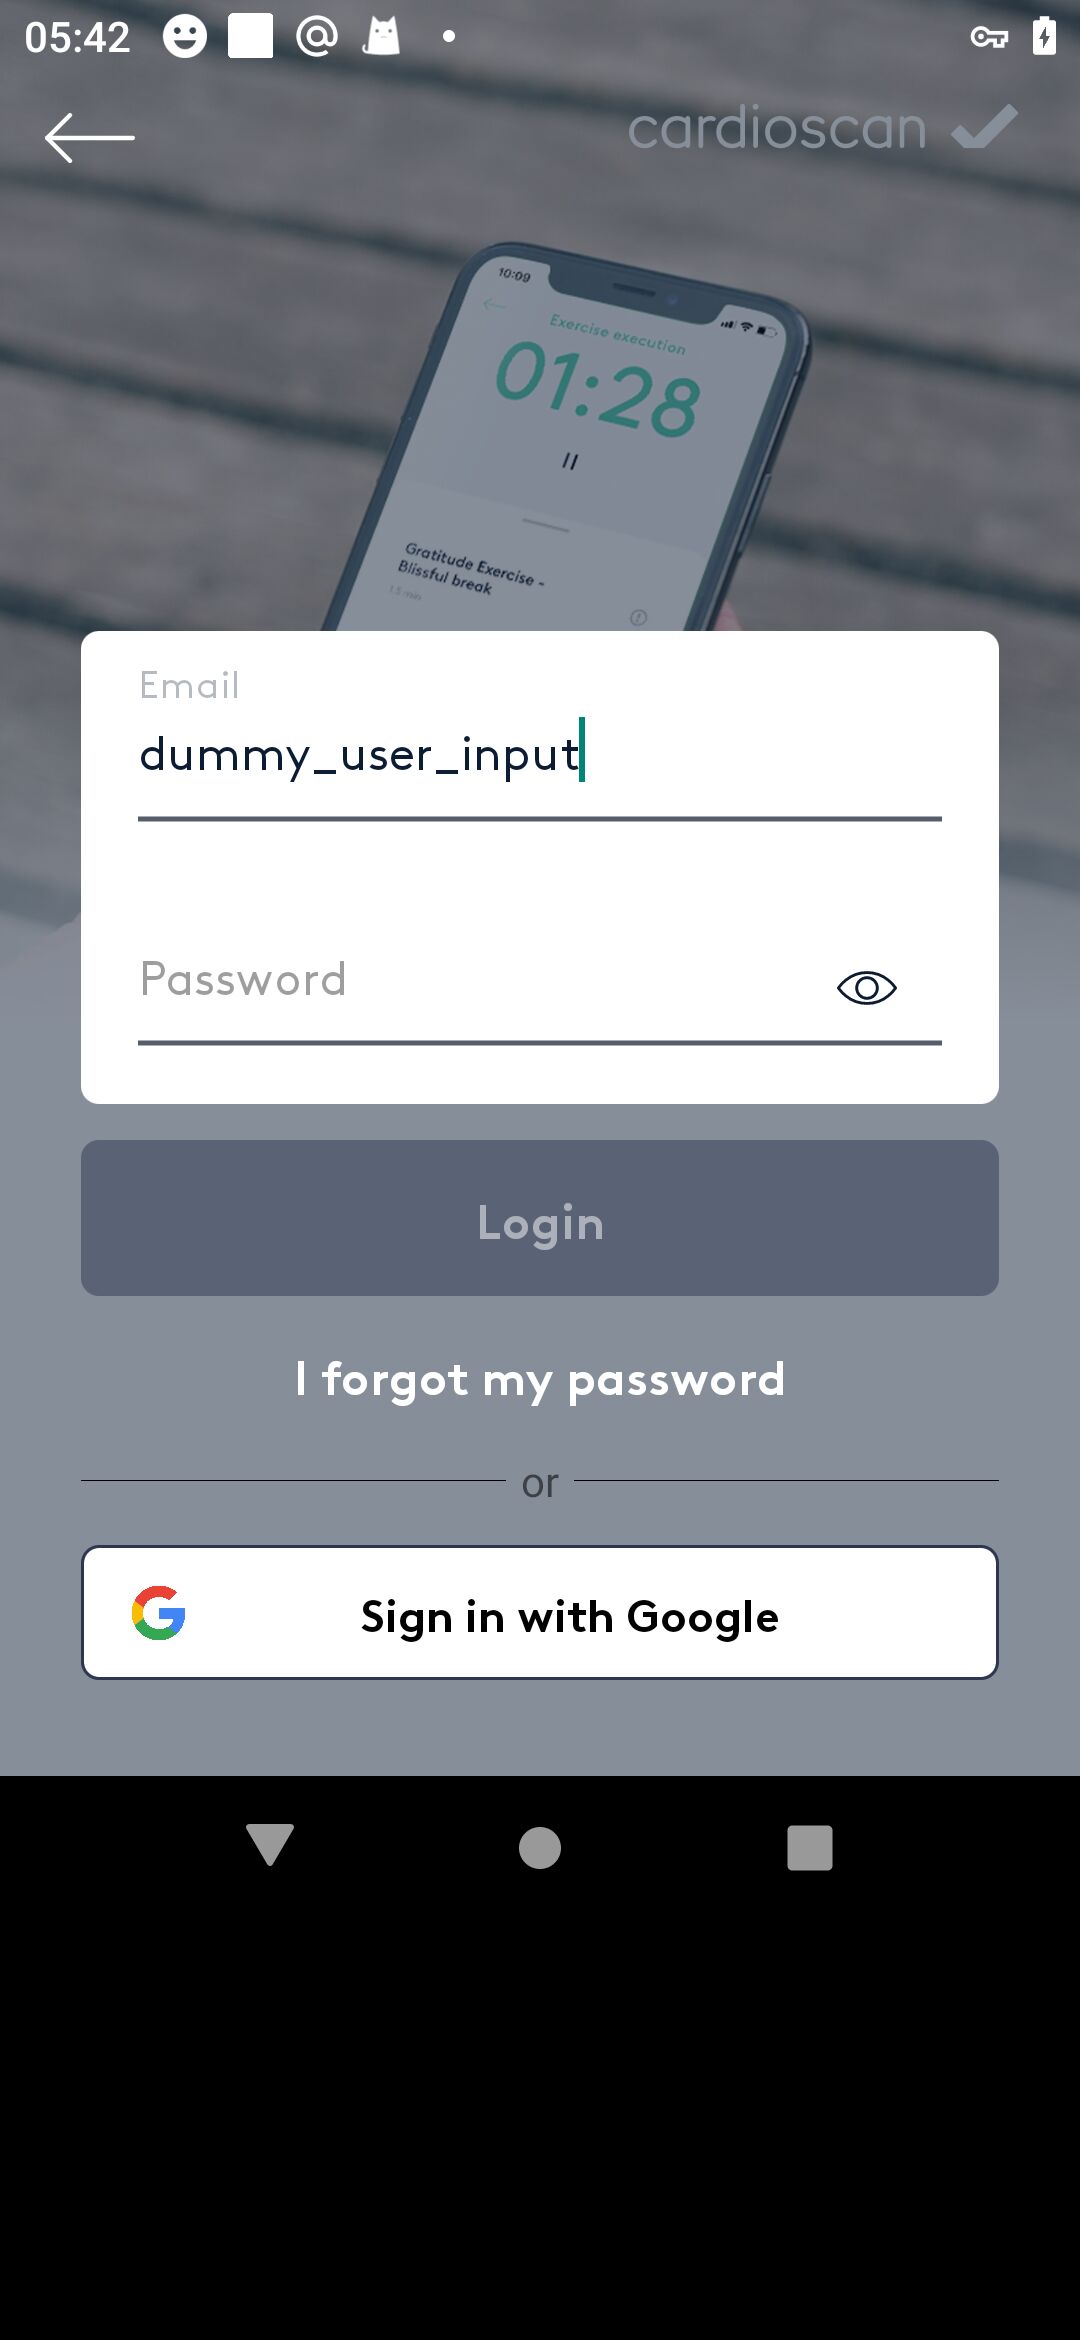 05:42
cardioscan
10:09
Exercise execution
01:28
Gratitude Exercise -
Blissful break
1.5 min
Email
dummy_user_input
Password
Login
I forgot my password
or
Sign in with Google